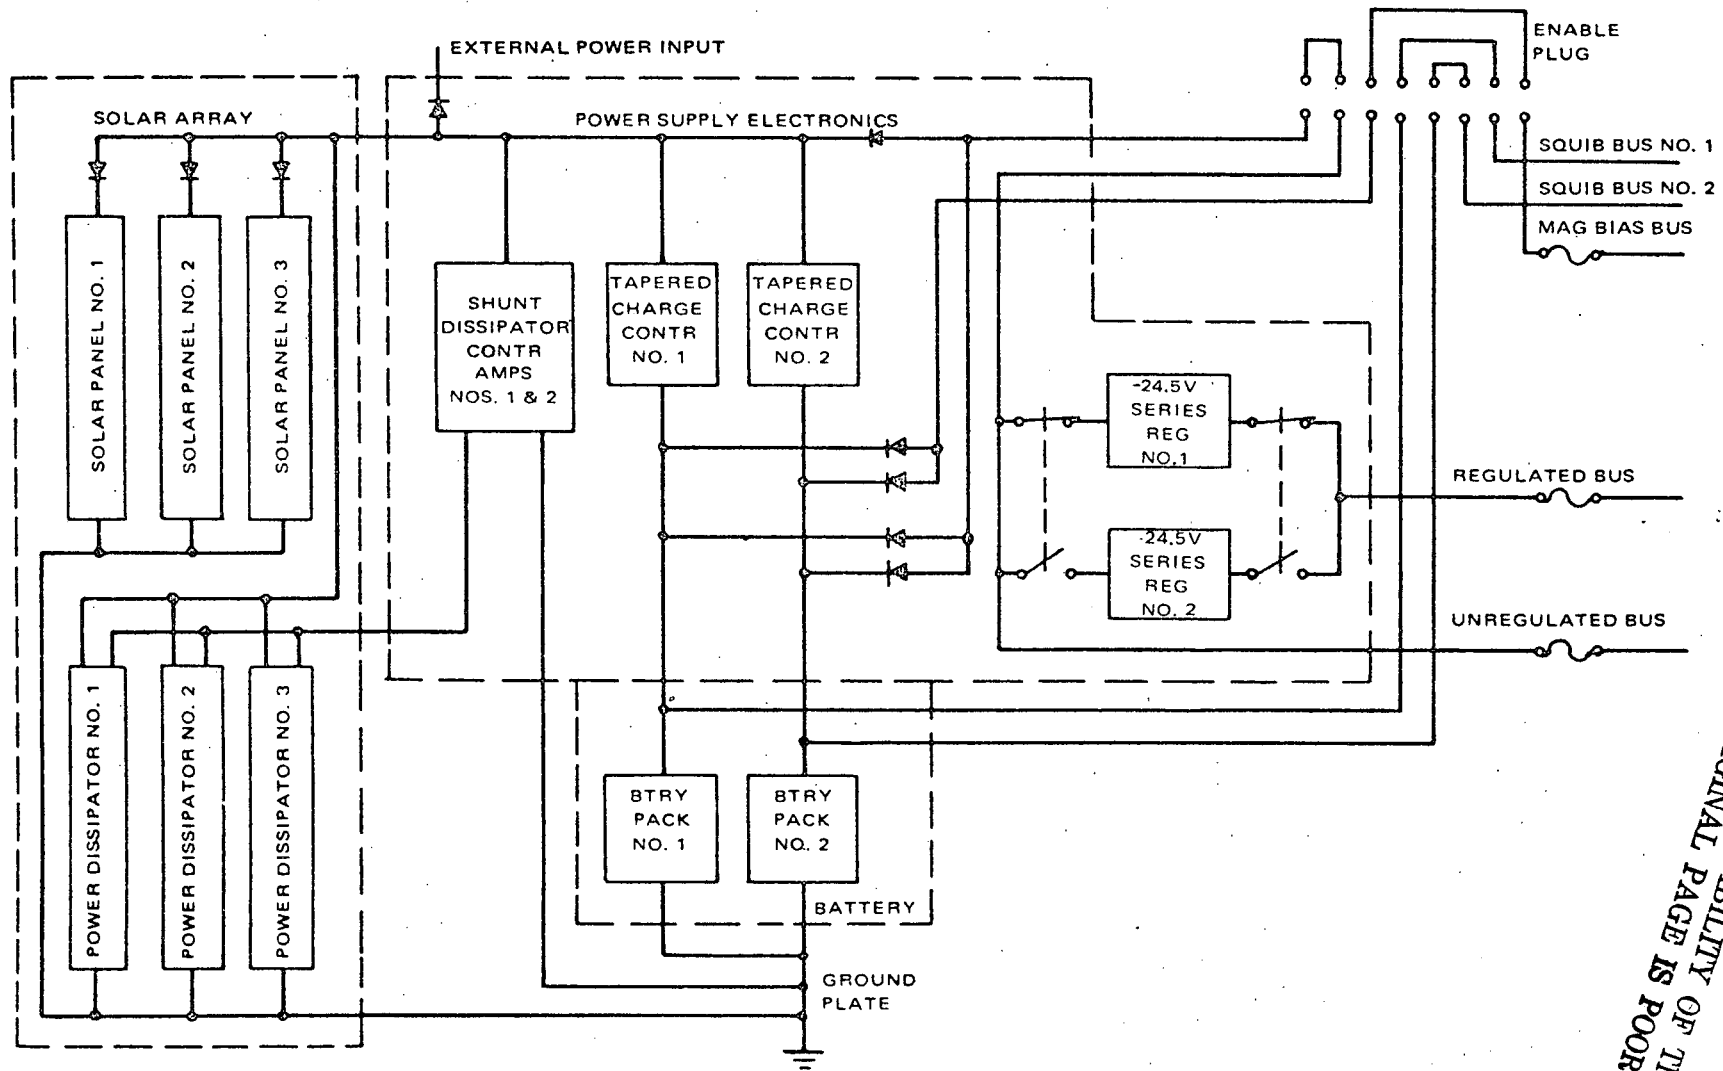 EXTERNAL POWER INPUT
ENABLE
PLUG
SOLAR ARRAY
POWER SUPPLY ELECTRONICS
SQUIB BUS NO. 1
SQUIB BUS NO. 2
MAG BIAS BUS
SOLAR PANEL NO. 1
SOLAR PANEL NO. 2
SOLAR PANEL NO. 3
SHUNT
DISSIPATOR
CONTR
AMPS
NOS. 1 & 2
TAPERED
CHARGE
CONTR
NO. 1
TAPERED
CHARGE
CONTR
NO. 2
-24.5V
SERIES
REG
NO.1
REGULATED BUS
-24.5V
SERIES
REG
NO. 2
UNREGULATED BUS
POWER DISSIPATOR NO. 1
POWER DISSIPATOR NO. 2
POWER DISSIPATOR NO. 3
BTRY
PACK
NO. 1
BTRY
PACK
NO. 2
BATTERY
GROUND
PLATE
OF
PAGE IS POOR